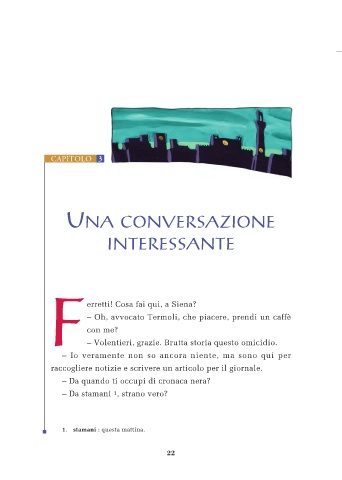 CAPITOLO 3
UNA CONVERSAZIONE
INTERESSANTE
Ferretti! Cosa fai qui, a Siena?
– Oh, avvocato Termoli, che piacere, prendi un caffè
con me?
– Volentieri, grazie. Brutta storia questo omicidio.
– Io veramente non so ancora niente, ma sono qui per
raccogliere notizie e scrivere un articolo per il giornale.
– Da quando ti occupi di cronaca nera?
– Da stamani 1, strano vero?
1. stamani : questa mattina.
22